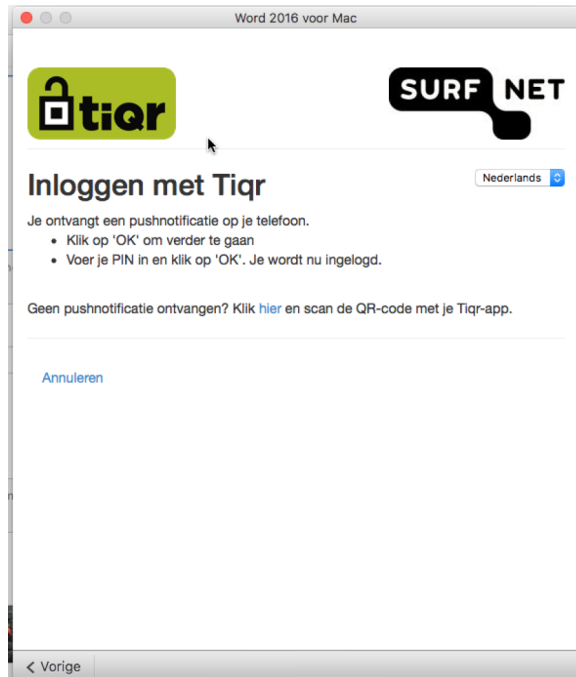 Word 2016 voor Mac
tiqr
SURF NET
Inloggen met Tiqr
Nederlands
Je ontvangt een pushnotificatie op je telefoon.
• Klik op 'OK' om verder te gaan
• Voer je PIN in en klik op 'OK'. Je wordt nu ingelogd.
Geen pushnotificatie ontvangen? Klik hier en scan de QR-code met je Tiqr-app.
Annuleren
Vorige